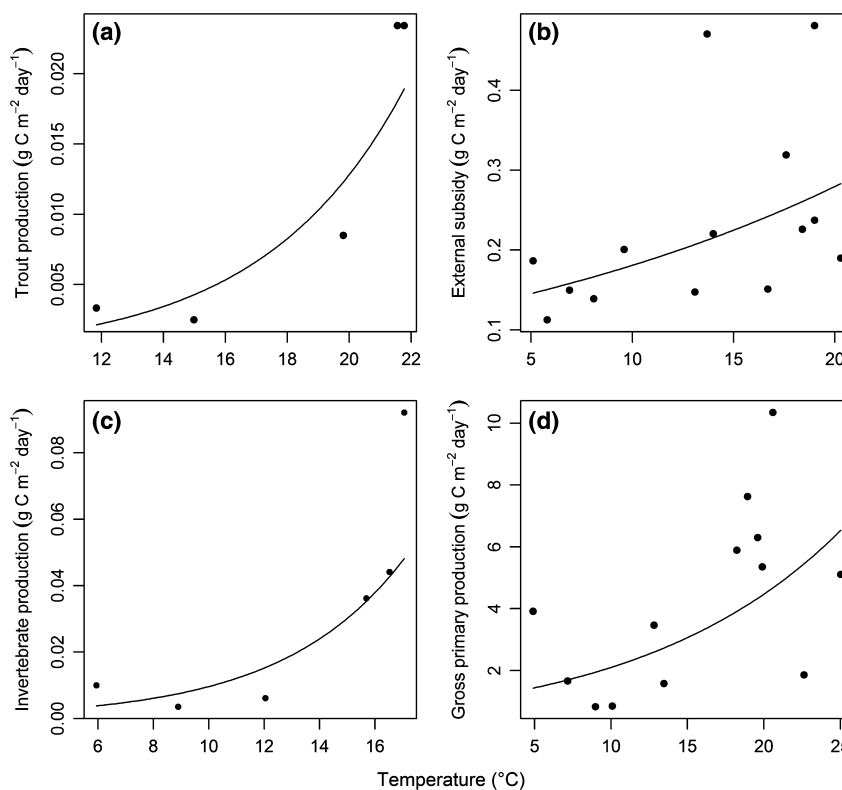 (a)
Trout production (g C m−2 day−1)
0.005 0.010 0.015 0.020
12 14 16 18 20 22
(b)
External subsidy (g C m−2 day−1)
0.1 0.2 0.3 0.4
5 10 15 20
(c)
Invertebrate production (g C m−2 day−1)
0.00 0.02 0.04 0.06 0.08
6 8 10 12 14 16
(d)
Gross primary production (g C m−2 day−1)
2 4 6 8 10
5 10 15 20 25
Temperature (°C)